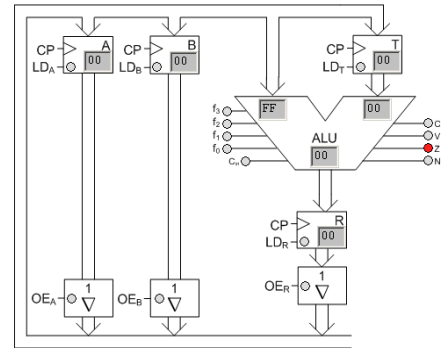 A
B
T
CP
00
CP
00
CP
00
LDA
LDB
LDT
FF
00
f3
f2
f1
f0
Cin
ALU
00
C
V
Z
N
R
CP
00
LDR
1
1
1
OEA
OEB
OER